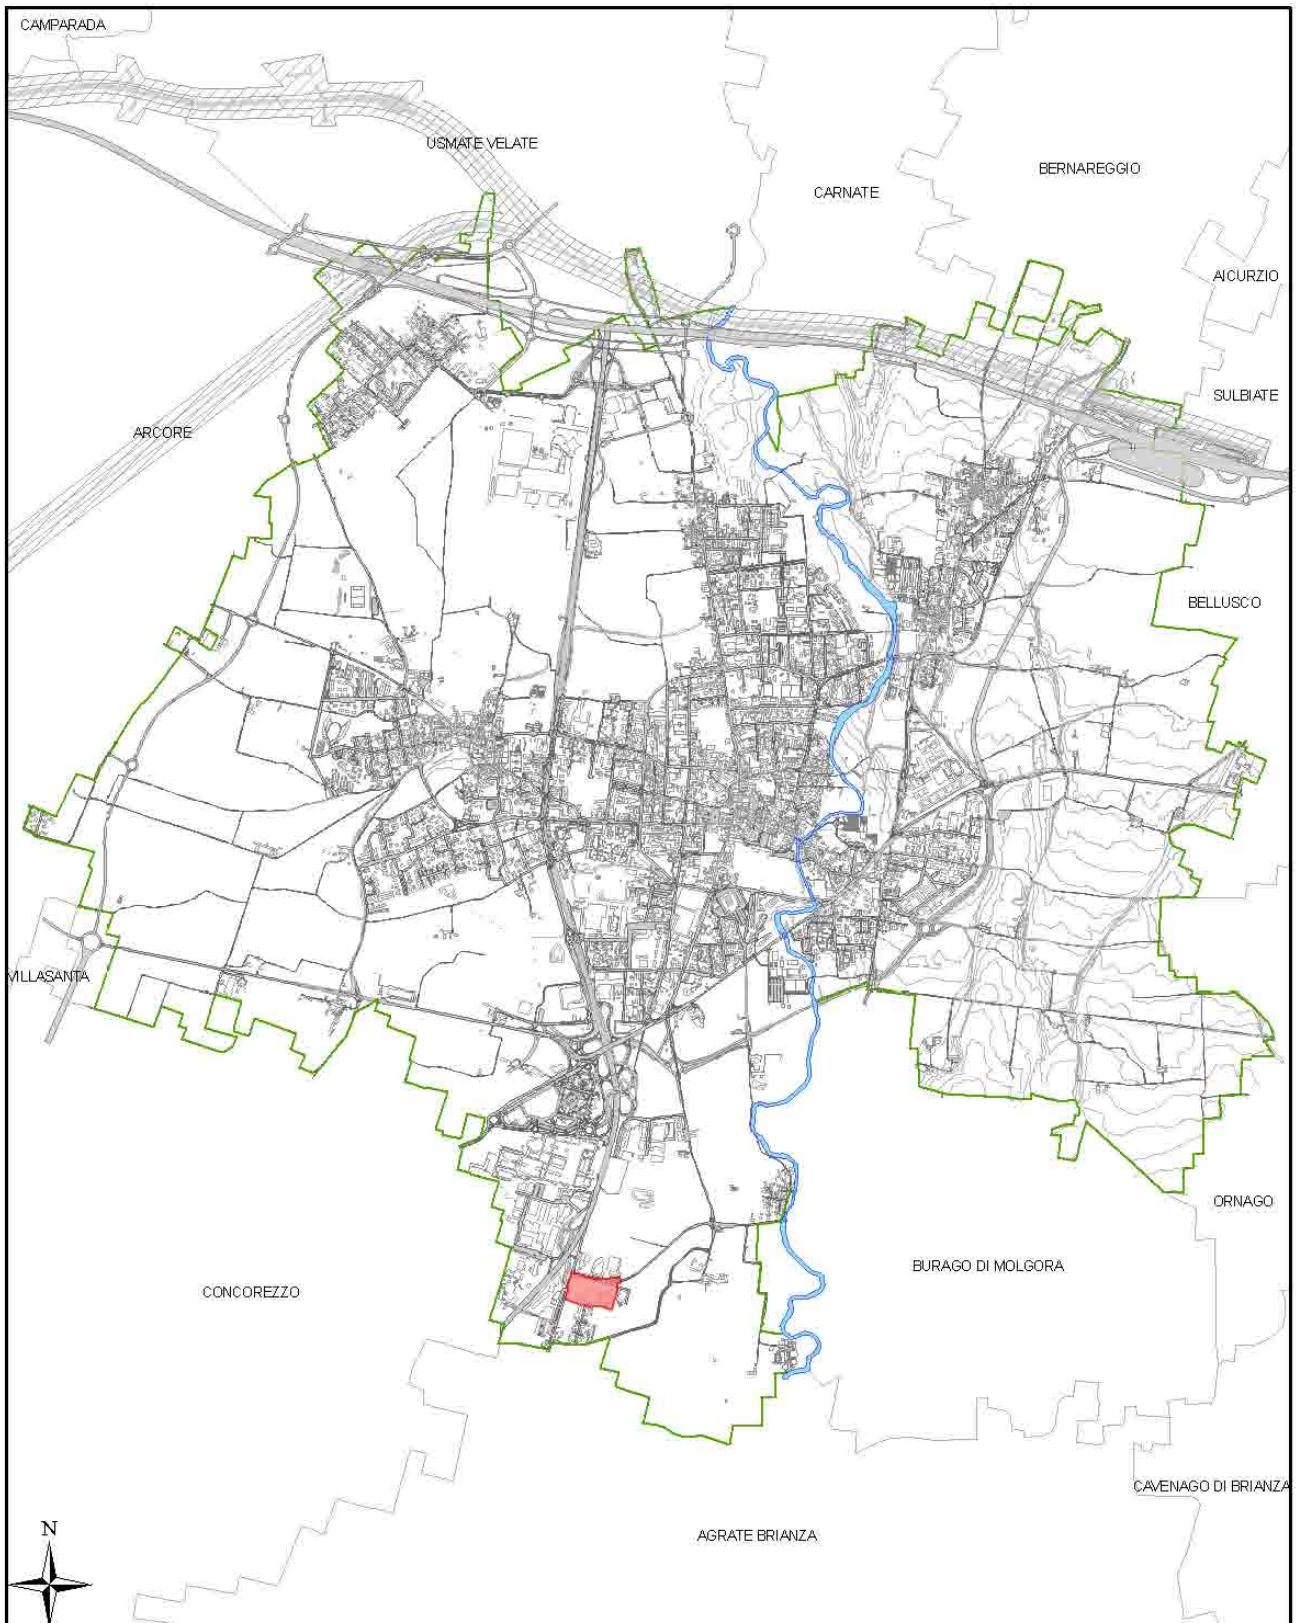 CAMPARADA
USMATE VELATE
BERNAREGGIO
CARNATE
AICURZIO
SULBIATE
ARCORE
BELLUSCO
VILLASANTA
ORNAGO
BURAGO DI MOLGORA
CONCOREZZO
CAVENAGO DI BRIANZA
N
AGRATE BRIANZA